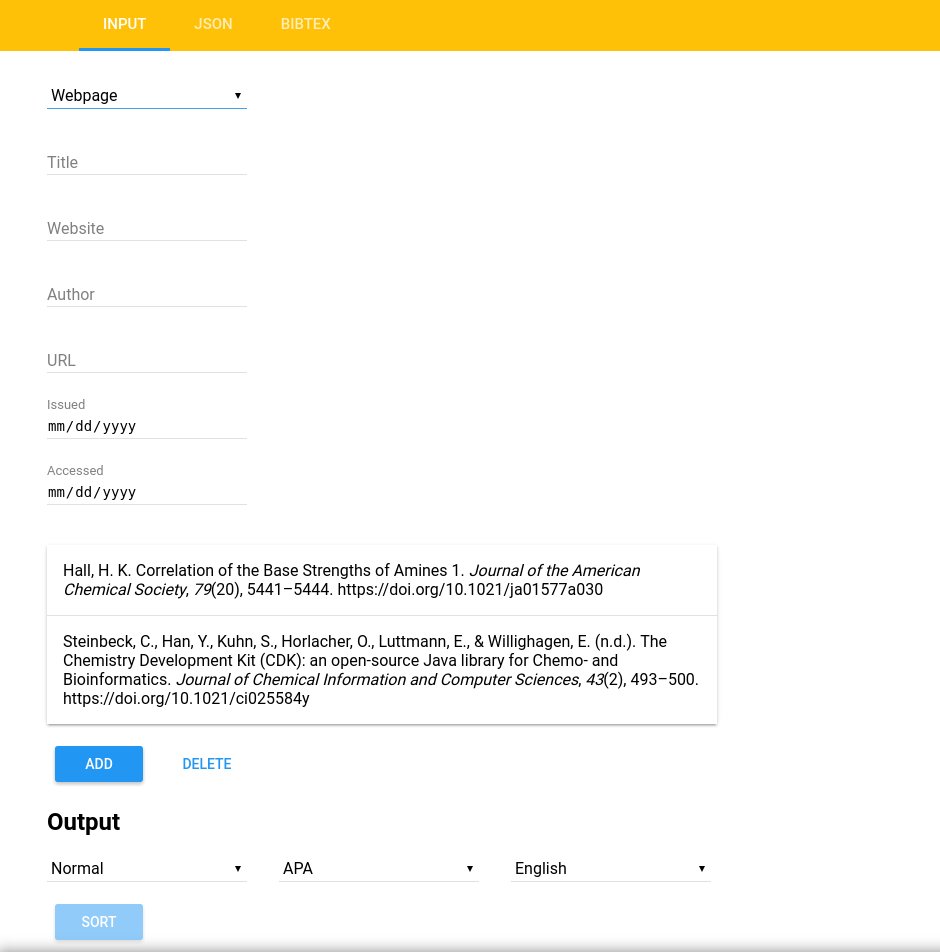 INPUT JSON BIBTEX
Webpage
Title
Website
Author
URL
Issued
mm/dd/yyyy
Accessed
mm/dd/yyyy
Hall, H. K. Correlation of the Base Strengths of Amines 1. Journal of the American
Chemical Society, 79(20), 5441–5444. https://doi.org/10.1021/ja01577a030
Steinbeck, C., Han, Y., Kuhn, S., Horlacher, O., Luttmann, E., & Willighagen, E. (n.d.). The
Chemistry Development Kit (CDK): an open-source Java library for Chemo- and
Bioinformatics. Journal of Chemical Information and Computer Sciences, 43(2), 493–500.
https://doi.org/10.1021/ci025584y
ADD DELETE
Output
Normal APA English
SORT